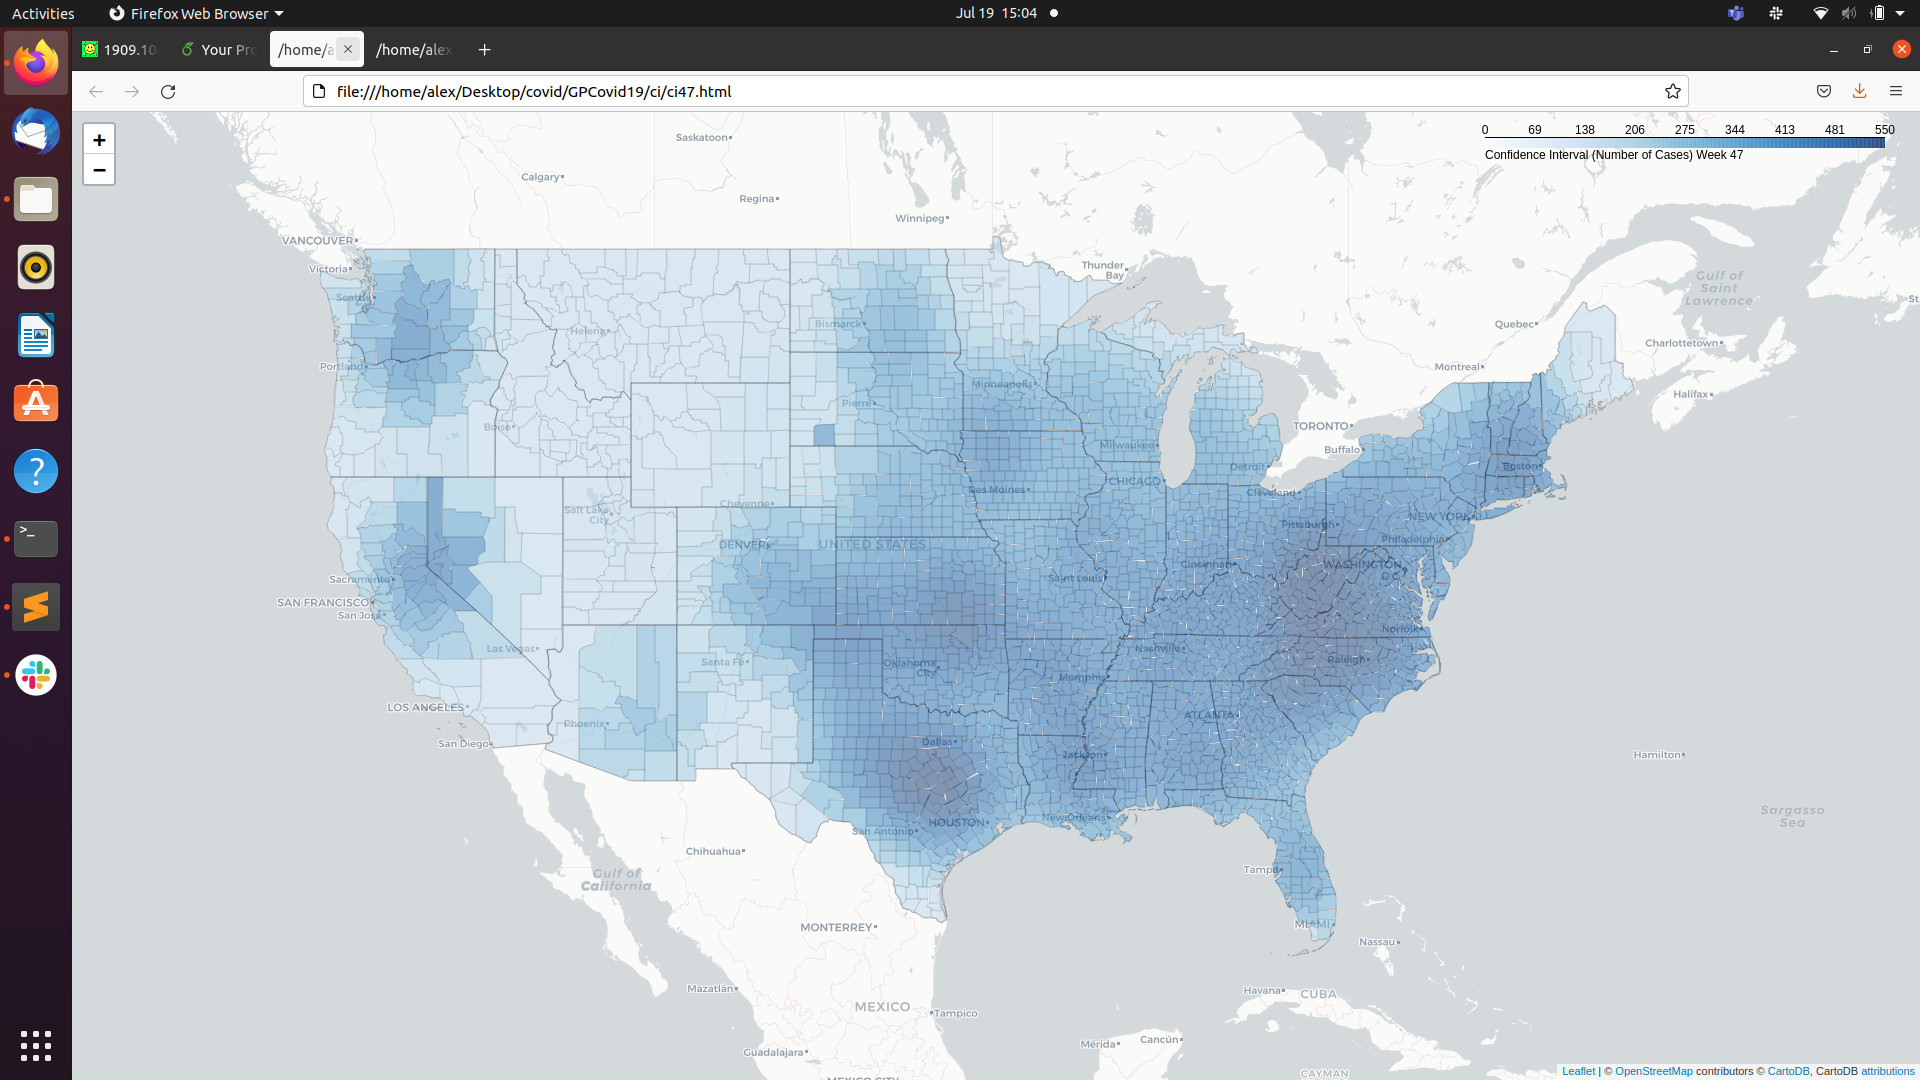 Activities
Firefox Web Browser
Jul 19 15:04
1909.10
Your Pro
/home/a
/home/alex
file:///home/alex/Desktop/covid/GPCovid19/ci/ci47.html
+
−
0 69 138 206 275 344 413 481 550
Confidence Interval (Number of Cases) Week 47
Saskatoon
Calgary
Regina
Winnipeg
VANCOUVER
Victoria
Thunder
Bay
Gulf of
Saint
Lawrence
St
Seattle
Helena
Bismarck
Quebec
Charlottetown
Portland
Montreal
Minneapolis
Halifax
Pierre
Boise
TORONTO
Milwaukee
Buffalo
Detroit
Boston
CHICAGO
Des Moines
Cleveland
Cheyenne
Salt Lake
City
NEW YORK
Pittsburgh
Philadelphia
DENVER
UNITED STATES
Cincinnati
WASHINGTON
D.C.
Saint Louis
Sacramento
SAN FRANCISCO
San Jose
Norfolk
Las Vegas
Nashville
Santa Fe
Oklahoma
City
Raleigh
Memphis
LOS ANGELES
Phoenix
ATLANTA
San Diego
Dallas
Jackson
Hamilton
Sargasso
Sea
HOUSTON
New Orleans
San Antonio
Chihuahua
Gulf of
California
Tampa
MONTERREY
MIAMI
Nassau
Mazatlán
Havana
CUBA
MEXICO
Tampico
Mérida
Cancún
Guadalajara
CAYMAN
MEXICO CITY
Leaflet | © OpenStreetMap contributors © CartoDB, CartoDB attributions